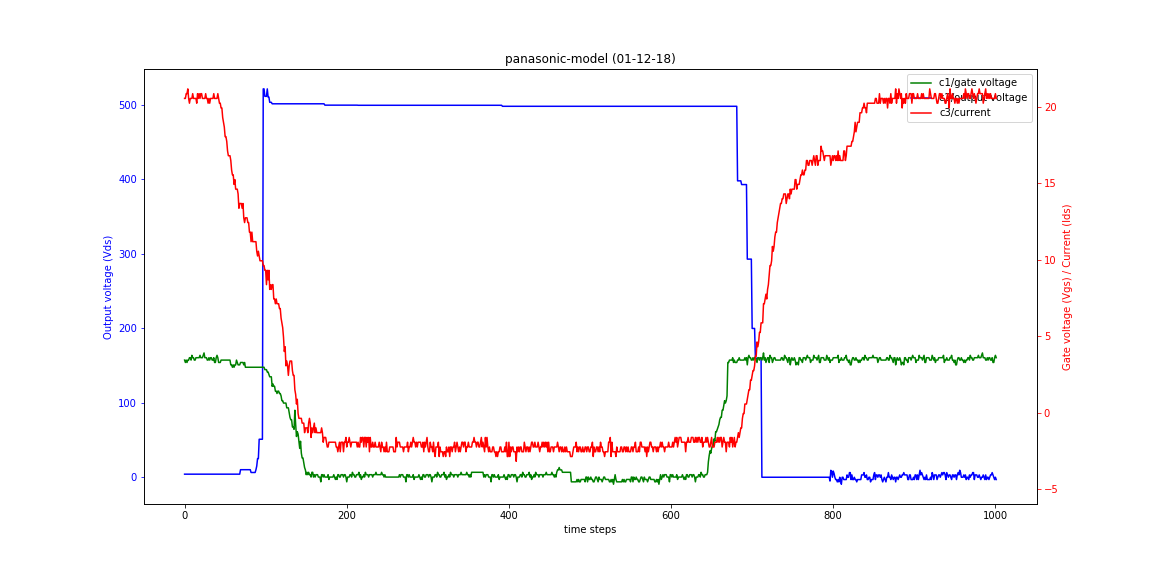 panasonic-model (01-12-18)
c1/gate voltage
voltage
c3/current
500
400
300
200
100
0
Output voltage (Vds)
20
15
10
5
0
−5
Gate voltage (Vgs) / Current (Ids)
0
200
400
600
800
1000
time steps